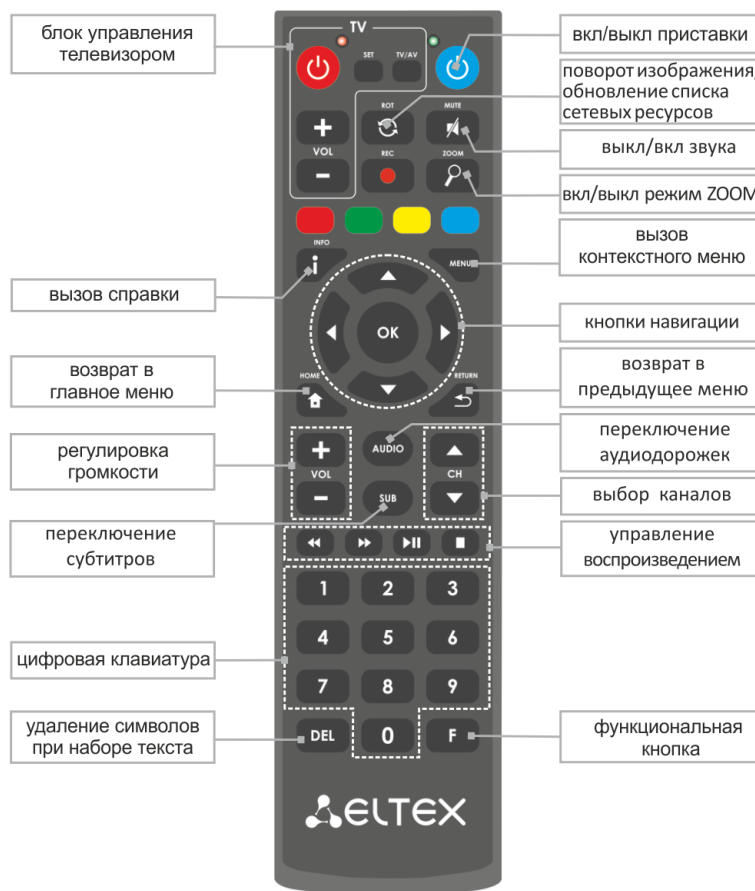 блок управления
телевизором
TV
SET
TV/AV
вкл/выкл приставки
поворот изображения,
обновление списка
сетевых ресурсов
ROT
MUTE
VOL
выкл/вкл звука
REC
ZOOM
вкл/выкл режим ZOOM
INFO
i
MENU
вызов
контекстного меню
вызов справки
OK
кнопки навигации
возврат в
главное меню
HOME
RETURN
возврат в
предыдущее меню
регулировка
громкости
VOL
AUDIO
CH
переключение
аудиодорожек
SUB
выбор каналов
переключение
субтитров
управление
воспроизведением
1 2 3
4 5 6
7 8 9
цифровая клавиатура
удаление символов
при наборе текста
DEL 0 F
функциональная
кнопка
ELTEX